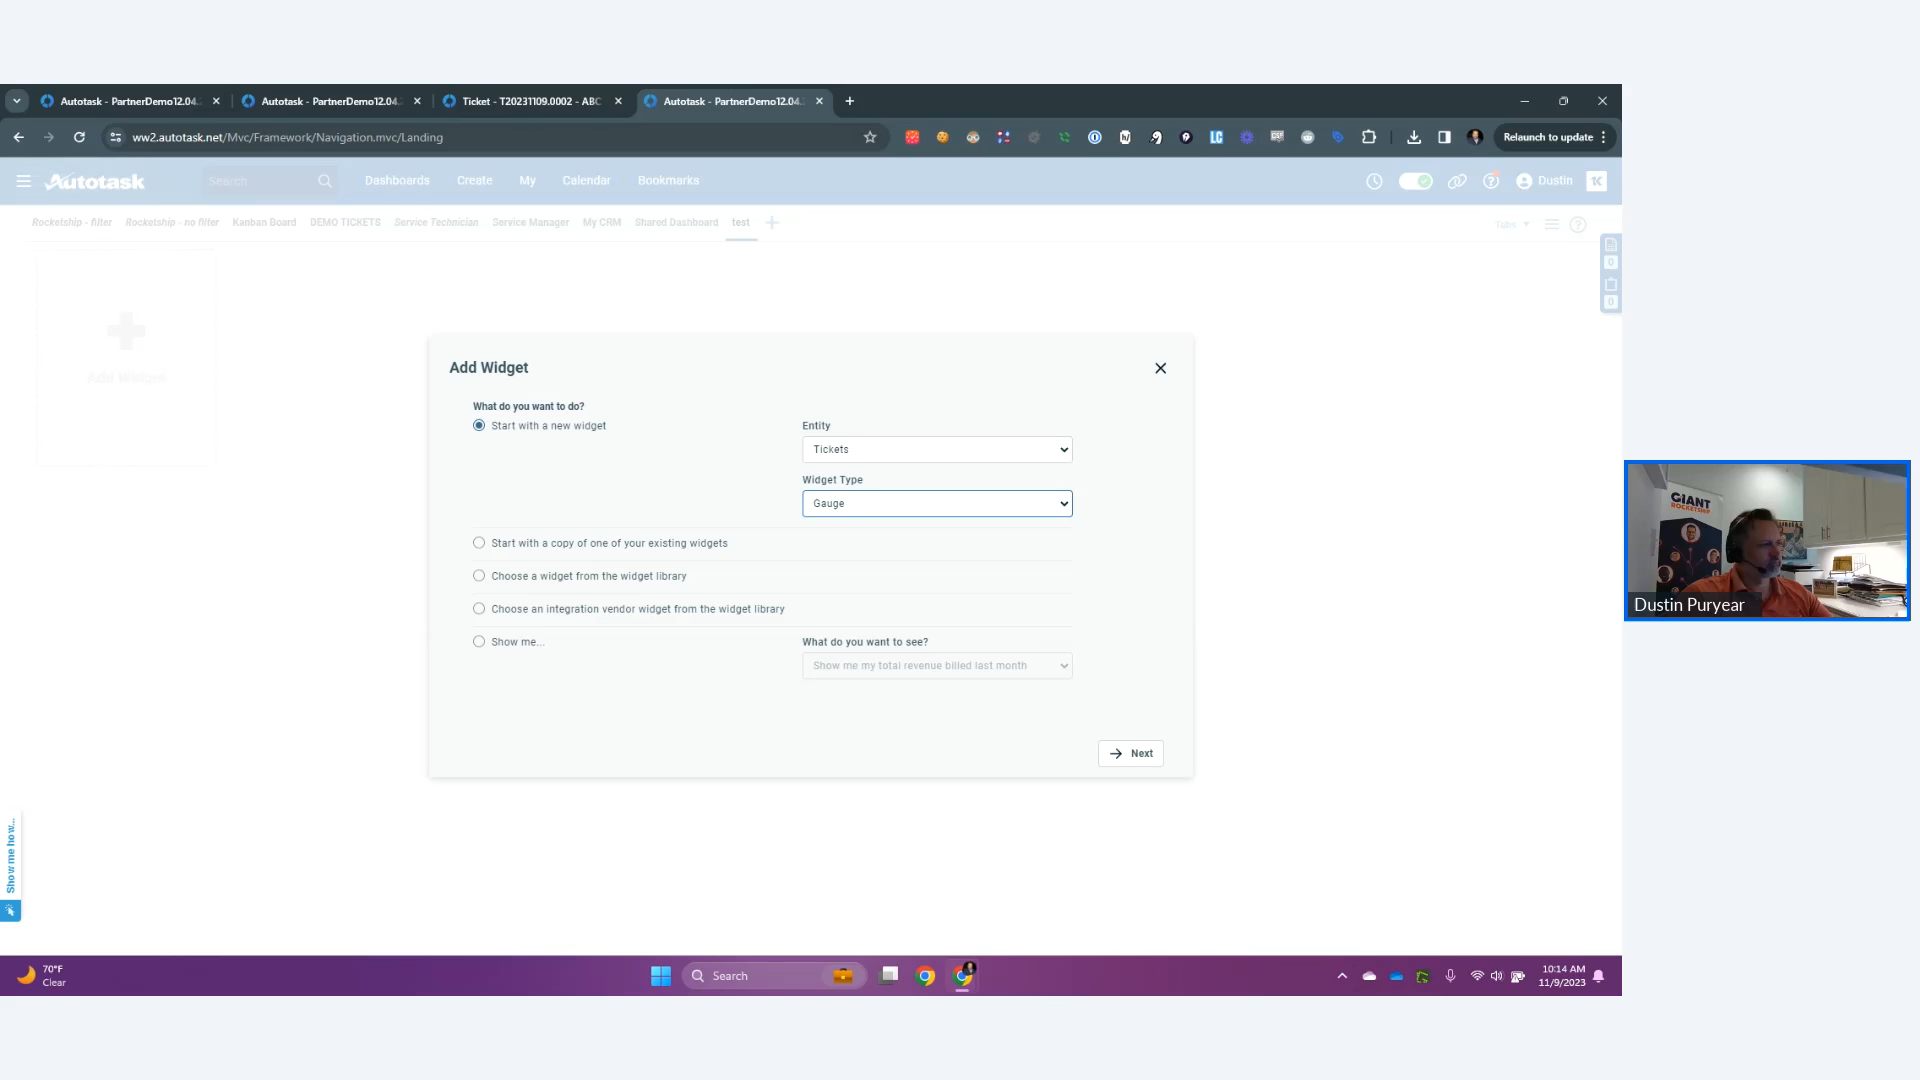 Autotask - PartnerDemo12.04.
Autotask - PartnerDemo12.04.
Ticket - T20231109.0002 - ABC
Autotask - PartnerDemo12.04.
ww2.autotask.net/Mvc/Framework/Navigation.mvc/Landing
LC
Relaunch to update
Autotask
Search
Dashboards
Create
My
Calendar
Bookmarks
Dustin
Rocketship - filter
Rocketship - no filter
Kanban Board
DEMO TICKETS
Service Technician
Service Manager
My CRM
Shared Dashboard
test
Tabs
0
0
Add Widget
Add Widget
What do you want to do?
Start with a new widget
Entity
Tickets
Widget Type
Gauge
Start with a copy of one of your existing widgets
Choose a widget from the widget library
Choose an integration vendor widget from the widget library
Show me...
What do you want to see?
Show me my total revenue billed last month
Next
Show me how...
GIANT
ROCKETSHIP
Dustin Puryear
70°F
Clear
Search
10:14 AM
11/9/2023